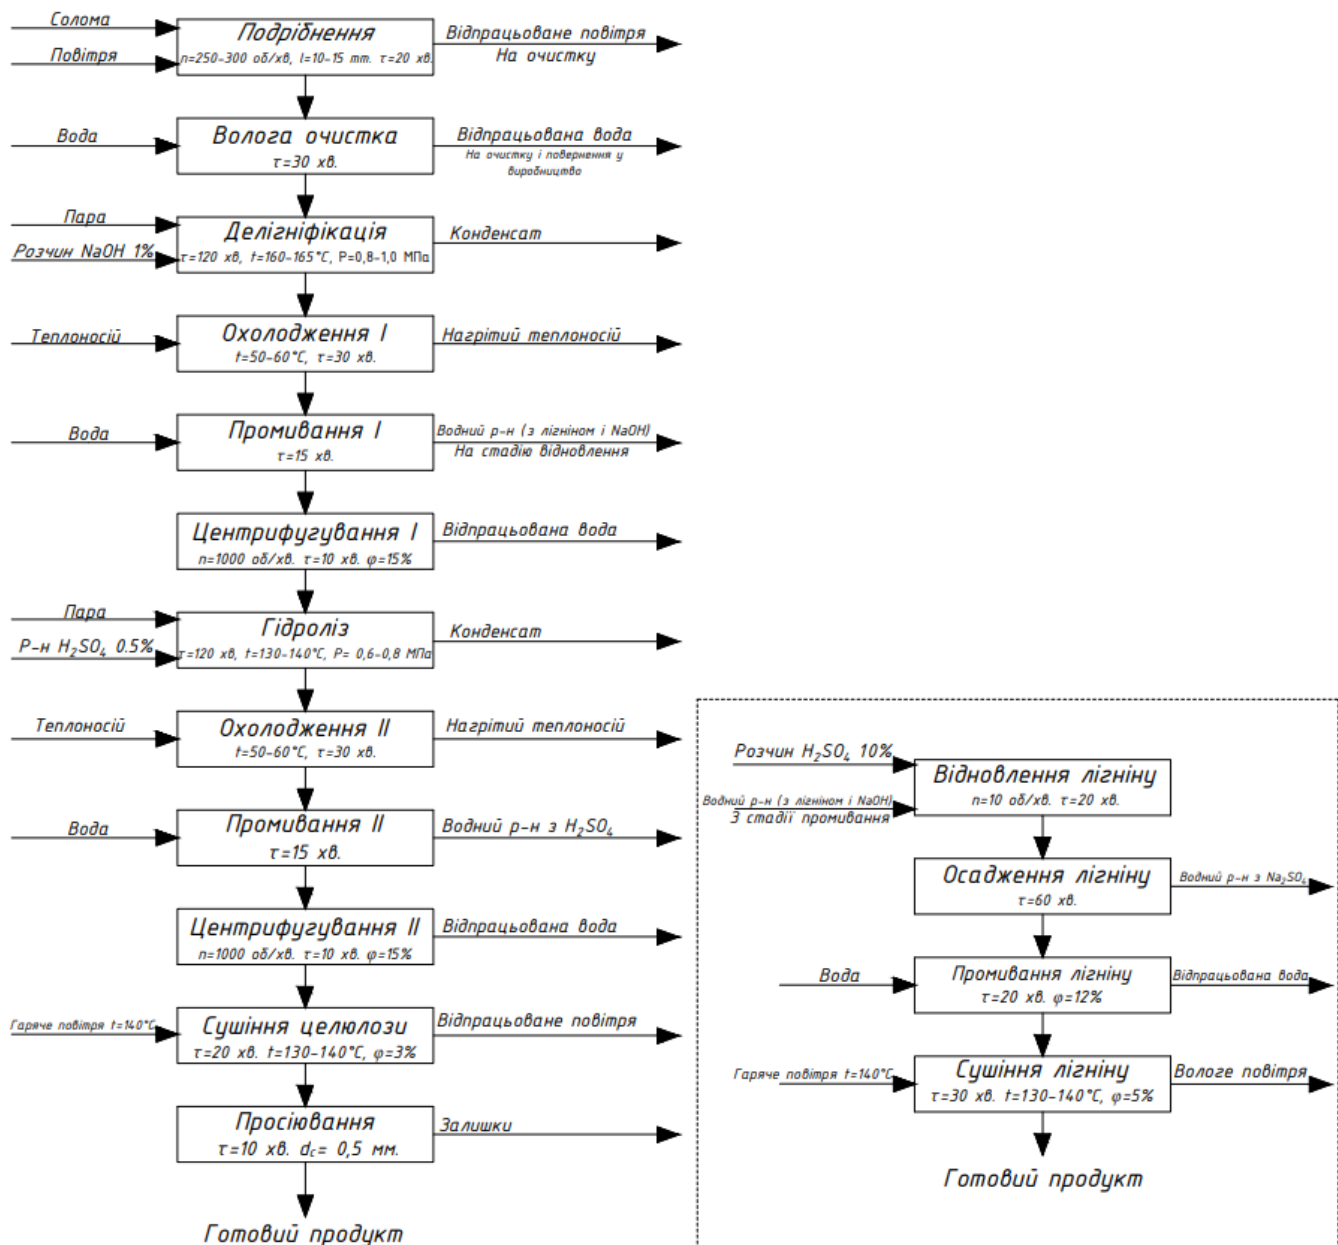 Солома
Повітря
Подрібнення
n=250-300 об/хв, l=10-15 mm. τ=20 хв.
Відпрацьоване повітря
На очистку
Вода
Волога очистка
τ=30 хв.
Відпрацьована вода
На очистку і повернення у
виробництво
Пара
Розчин NaOH 1%
Делігніфікація
τ=120 хв, t=160-165°C, P=0,8-1,0 МПа
Конденсат
Теплоносій
Охолодження I
t=50-60°C, τ=30 хв.
Нагрітий теплоносій
Вода
Промивання I
τ=15 хв.
Водний р-н (з лігніном і NaOH)
На стадію відновлення
Центрифугування I
n=1000 об/хв. τ=10 хв. φ=15%
Відпрацьована вода
Пара
Р-н H₂SO₄ 0.5%
Гідроліз
τ=120 хв, t=130-140°C, P= 0,6-0,8 МПа
Конденсат
Теплоносій
Охолодження II
t=50-60°C, τ=30 хв.
Нагрітий теплоносій
Вода
Промивання II
τ=15 хв.
Водний р-н з H₂SO₄
Центрифугування II
n=1000 об/хв. τ=10 хв. φ=15%
Відпрацьована вода
Гаряче повітря t=140°C
Сушіння целюлози
τ=20 хв. t=130-140°C, φ=3%
Відпрацьоване повітря
Просіювання
τ=10 хв. dc= 0,5 мм.
Залишки
Готовий продукт
Розчин H₂SO₄ 10%
Водний р-н (з лігніном і NaOH)
З стадії промивання
Відновлення лігніну
n=10 об/хв. τ=20 хв.
Осадження лігніну
τ=60 хв.
Водний р-н з Na₂SO₄
Вода
Промивання лігніну
τ=20 хв. φ=12%
Відпрацьована вода
Гаряче повітря t=140°C
Сушіння лігніну
τ=30 хв. t=130-140°C, φ=5%
Вологе повітря
Готовий продукт